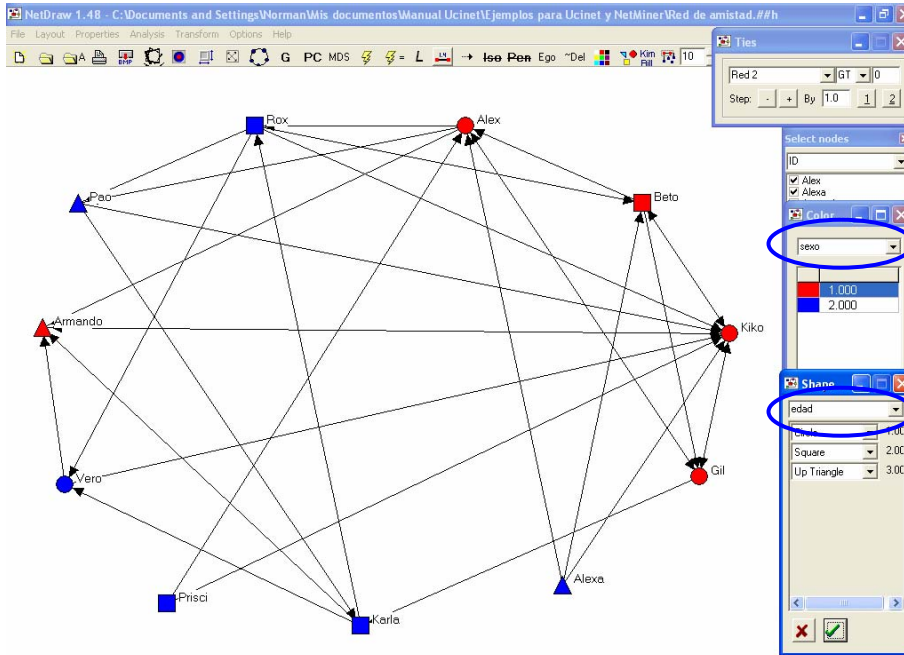 NetDraw 1.48 - C:\Documents and Settings\Norman\Mis documentos\Manual Ucinet\Ejemplos para Ucinet y NetMiner\Red de amistad.##h
File Layout Properties Analysis Transform Options Help
BMP G PC MDS = L Iso Pen Ego ~Del Kim Fill 10
Ties
Red 2 GT 0
Step: - + By 1.0 1 2
Select nodes
ID
Alex
Alexa
Color
sexo
1.000
2.000
Shape
edad
Circle
Square 2.00
Up Triangle 3.00
Rox
Alex
Pao
Beto
Armando
Kiko
Vero
Gil
Alexa
Prisci
Karla